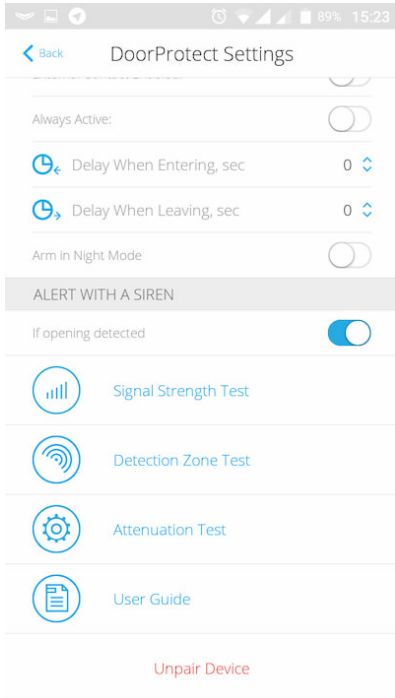 89% 15:23
Back DoorProtect Settings
Always Active:
Delay When Entering, sec 0
Delay When Leaving, sec 0
Arm in Night Mode
ALERT WITH A SIREN
If opening detected
Signal Strength Test
Detection Zone Test
Attenuation Test
User Guide
Unpair Device